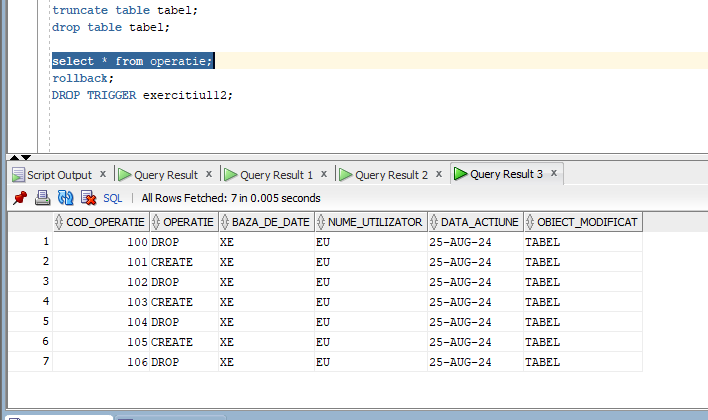 truncate table tabel;
drop table tabel;
select * from operatie;
rollback;
DROP TRIGGER exercitiul12;
Script Output x Query Result x Query Result 1 x Query Result 2 x Query Result 3 x
SQL | All Rows Fetched: 7 in 0.005 seconds
COD_OPERATIE OPERATIE BAZA_DE_DATE NUME_UTILIZATOR DATA_ACTIUNE OBIECT_MODIFICAT
1 100 DROP XE EU 25-AUG-24 TABEL
2 101 CREATE XE EU 25-AUG-24 TABEL
3 102 DROP XE EU 25-AUG-24 TABEL
4 103 CREATE XE EU 25-AUG-24 TABEL
5 104 DROP XE EU 25-AUG-24 TABEL
6 105 CREATE XE EU 25-AUG-24 TABEL
7 106 DROP XE EU 25-AUG-24 TABEL